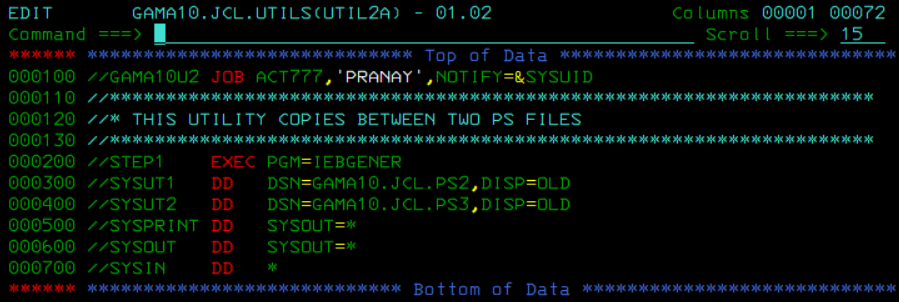 EDIT       GAMA10.JCL.UTILS(UTIL2A) - 01.02                Columns 00001 00072
Command ===>                                                  Scroll ===> 15
****** ***************************** Top of Data ******************************
000100 //GAMA10U2 JOB ACT777,'PRANAY',NOTIFY=&SYSUID
000110 //********************************************************************
000120 //* THIS UTILITY COPIES BETWEEN TWO PS FILES
000130 //********************************************************************
000200 //STEP1    EXEC PGM=IEBGENER
000300 //SYSUT1   DD   DSN=GAMA10.JCL.PS2,DISP=OLD
000400 //SYSUT2   DD   DSN=GAMA10.JCL.PS3,DISP=OLD
000500 //SYSPRINT DD   SYSOUT=*
000600 //SYSOUT   DD   SYSOUT=*
000700 //SYSIN    DD   *
****** **************************** Bottom of Data ****************************